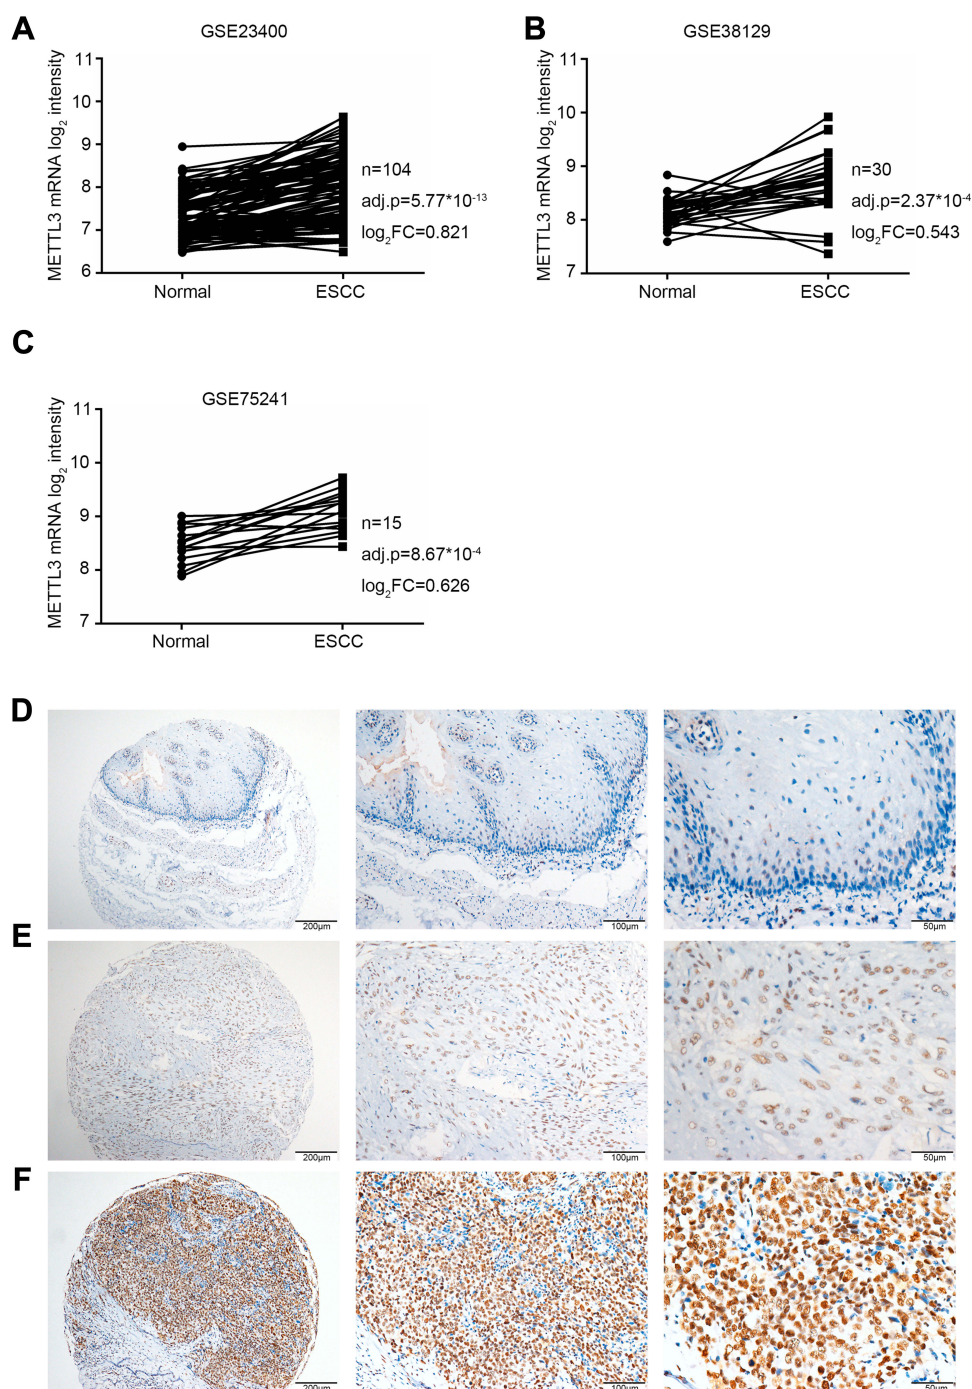 A
GSE23400
METTL3 mRNA log₂ intensity
11
10
9
8
7
6
Normal
ESCC
n=104
adj.p=5.77*10⁻¹³
log₂FC=0.821
B
GSE38129
METTL3 mRNA log₂ intensity
11
10
9
8
7
Normal
ESCC
n=30
adj.p=2.37*10⁻⁴
log₂FC=0.543
C
GSE75241
METTL3 mRNA log₂ intensity
11
10
9
8
7
Normal
ESCC
n=15
adj.p=8.67*10⁻⁴
log₂FC=0.626
D
200μm
100μm
50μm
E
200μm
100μm
50μm
F
200μm
100μm
50μm